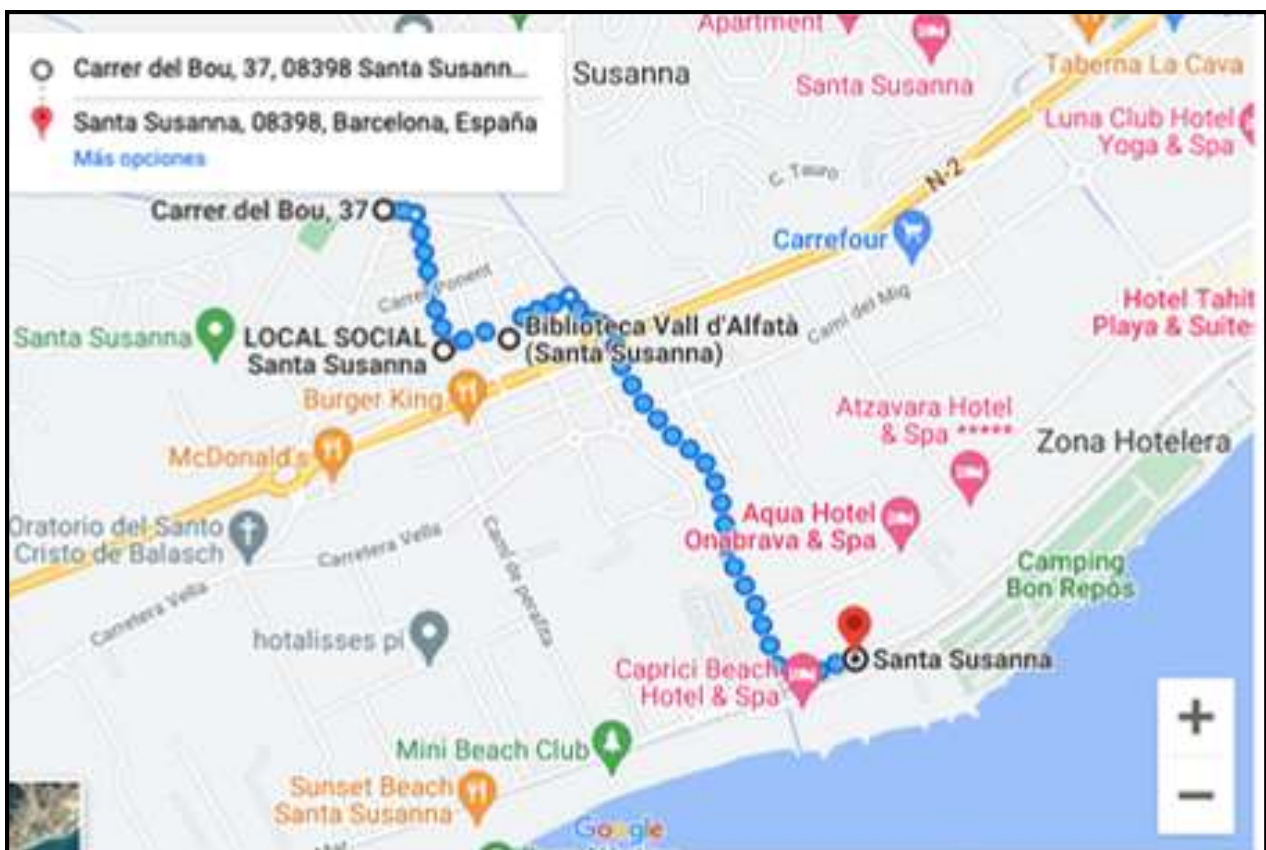 Carrer del Bou, 37, 08398 Santa Susann...
Santa Susanna, 08398, Barcelona, España
Más opciones
Apartment
Susanna
Santa Susanna
Taberna La Cava
Luna Club Hotel
Yoga & Spa
C. Tauro
N-2
Carrer del Bou, 37
Carrefour
Carrer Ponent
Camí del Mig
Hotel Tahit
Playa & Suite
Santa Susanna
LOCAL SOCIAL
Santa Susanna
Biblioteca Vall d'Alfatà
(Santa Susanna)
Burger King
Atzavara Hotel
& Spa *****
Zona Hotelera
McDonald's
Aqua Hotel
Onabrava & Spa
Oratorio del Santo
Cristo de Balasch
Carretera Vella
Camí de peralita
Camping
Bon Repòs
Carretera Vella
hotalisses pi
Caprici Beach
Hotel & Spa
Santa Susanna
Mini Beach Club
Sunset Beach
Santa Susanna
Google